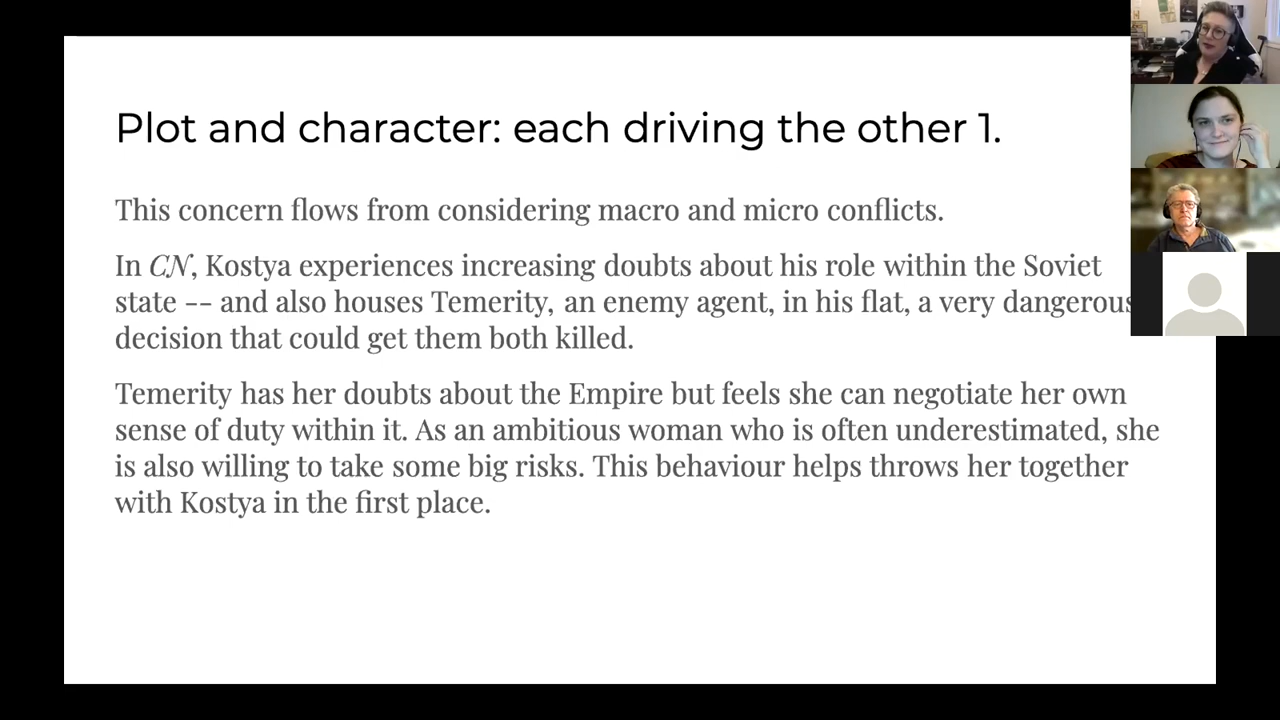 Plot and character: each driving the other 1.
This concern flows from considering macro and micro conflicts.
In CN, Kostya experiences increasing doubts about his role within the Soviet
state -- and also houses Temerity, an enemy agent, in his flat, a very dangerous
decision that could get them both killed.
Temerity has her doubts about the Empire but feels she can negotiate her own
sense of duty within it. As an ambitious woman who is often underestimated, she
is also willing to take some big risks. This behaviour helps throws her together
with Kostya in the first place.